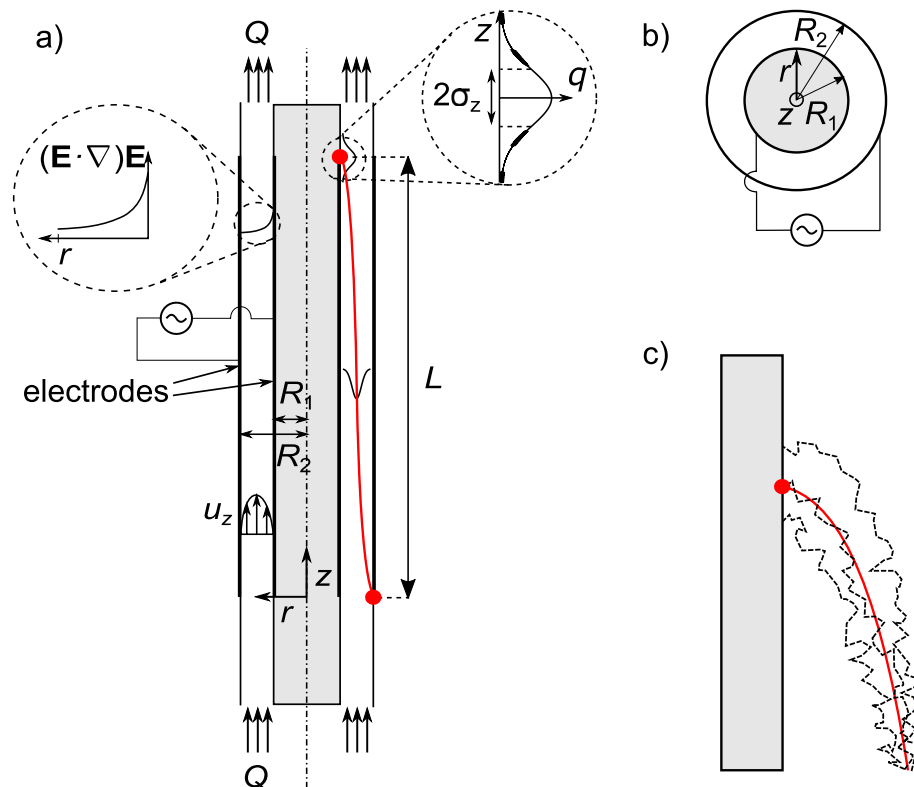 a)
Q
z
q
2σz
(E · ∇)E
r
electrodes
R1
R2
L
uz
z
r
Q
b)
R2
r
z
R1
c)